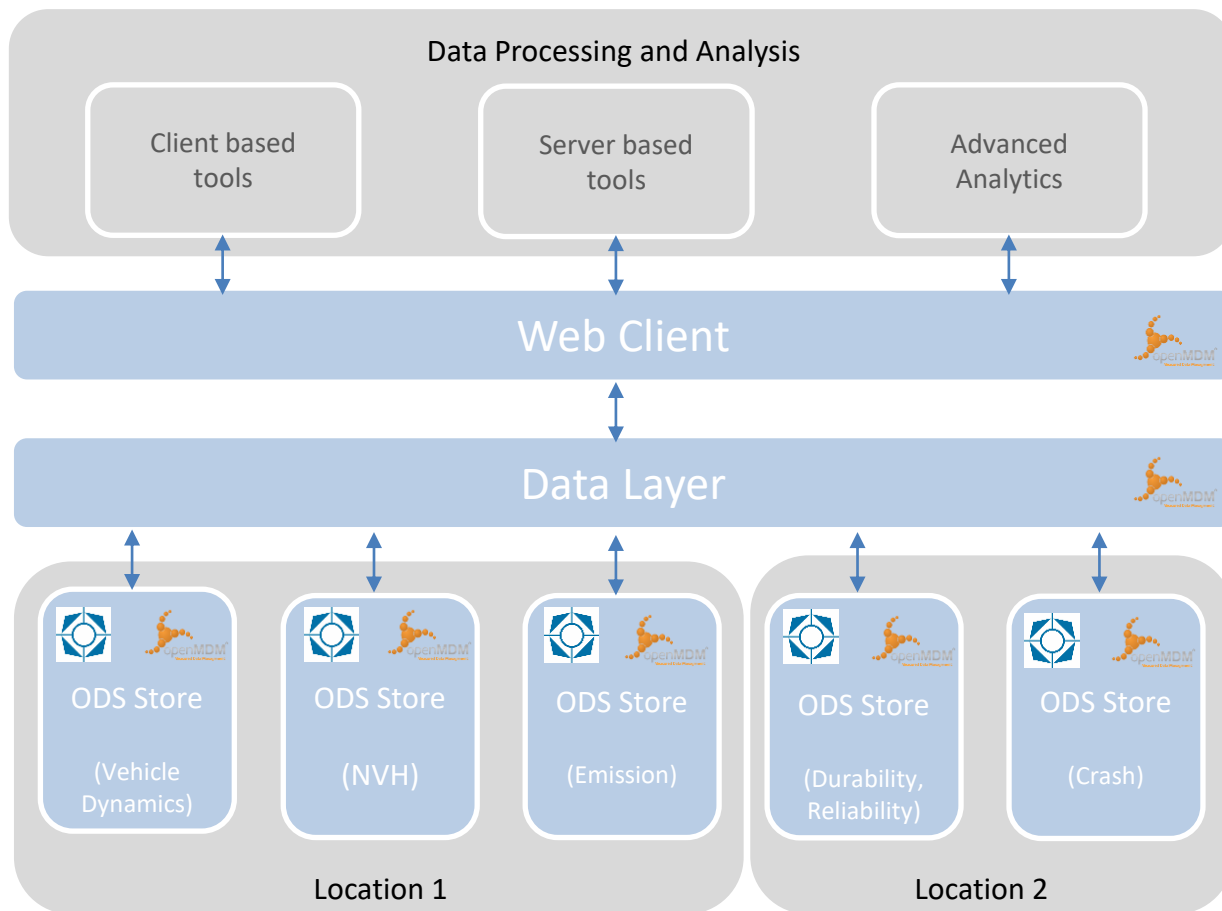 Data Processing and Analysis
Client based
tools
Server based
tools
Advanced
Analytics
Web Client
openMDM®
Data Layer
openMDM®
openMDM®
ODS Store
(Vehicle
Dynamics)
openMDM®
ODS Store
(NVH)
openMDM®
ODS Store
(Emission)
openMDM®
ODS Store
(Durability,
Reliability)
openMDM®
ODS Store
(Crash)
Location 1
Location 2